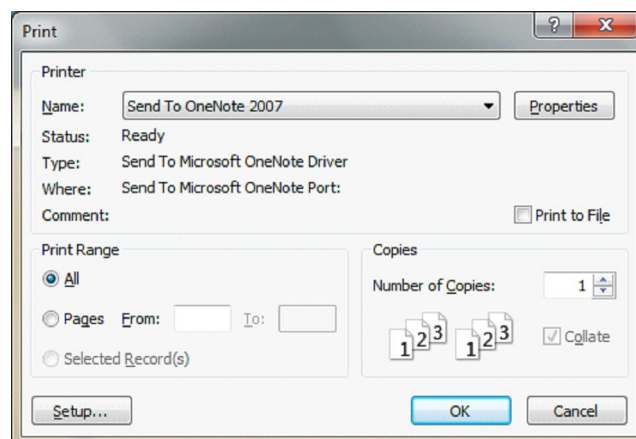 Print
Printer
Name: Send To OneNote 2007 Properties
Status: Ready
Type: Send To Microsoft OneNote Driver
Where: Send To Microsoft OneNote Port:
Comment: Print to File
Print Range
All
Pages From: To:
Selected Record(s)
Copies
Number of Copies: 1
1 2 3 1 2 3 Collate
Setup... OK Cancel